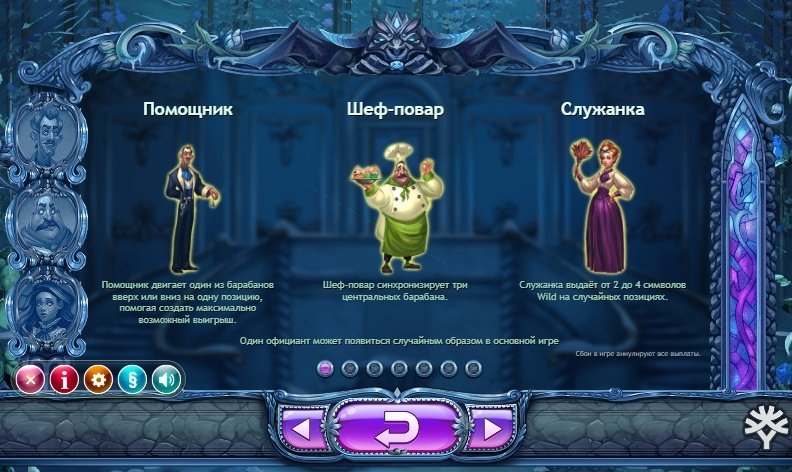 Помощник
Шеф-повар
Служанка
Помощник двигает один из барабанов
вверх или вниз на одну позицию,
помогая создать максимально
возможный выигрыш.
Шеф-повар синхронизирует три
центральных барабана.
Служанка выдаёт от 2 до 4 символов
Wild на случайных позициях.
Один официант может появиться случайным образом в основной игре
Сбои в игре аннулируют все выплаты.
i
§